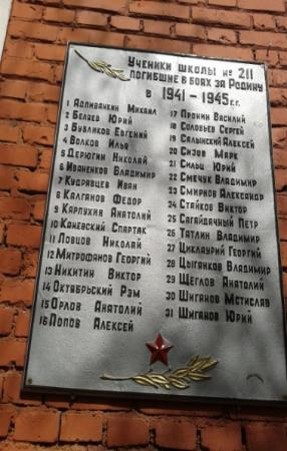 Ученики школы № 211
погибшие в боях за Родину
в 1941-1945 г.г.
1 Адливанкин Михаил
2 Беляев Юрий
3 Бубликов Евгений
4 Волков Илья
5 Дерюгин Николай
6 Иваненков Владимир
7 Кудрявцев Иван
8 Калганов Федор
9 Карпухин Анатолий
10 Каневский Спартак
11 Ловцов Николай
12 Митрофанов Георгий
13 Никитин Виктор
14 Октябрьский Рэм
15 Орлов Анатолий
16 Попов Алексей
17 Пронин Василий
18 Соловьев Сергей
19 Сялынский Алексей
20 Сизов Марк
21 Сильц Юрий
22 Смечук Владимир
23 Смирнов Александр
24 Стайков Виктор
25 Сагайдачный Петр
26 Татлин Владимир
27 Циклаурий Георгий
28 Цыганков Владимир
29 Щеглов Анатолий
30 Шиганов Мстислав
31 Шиганов Юрий